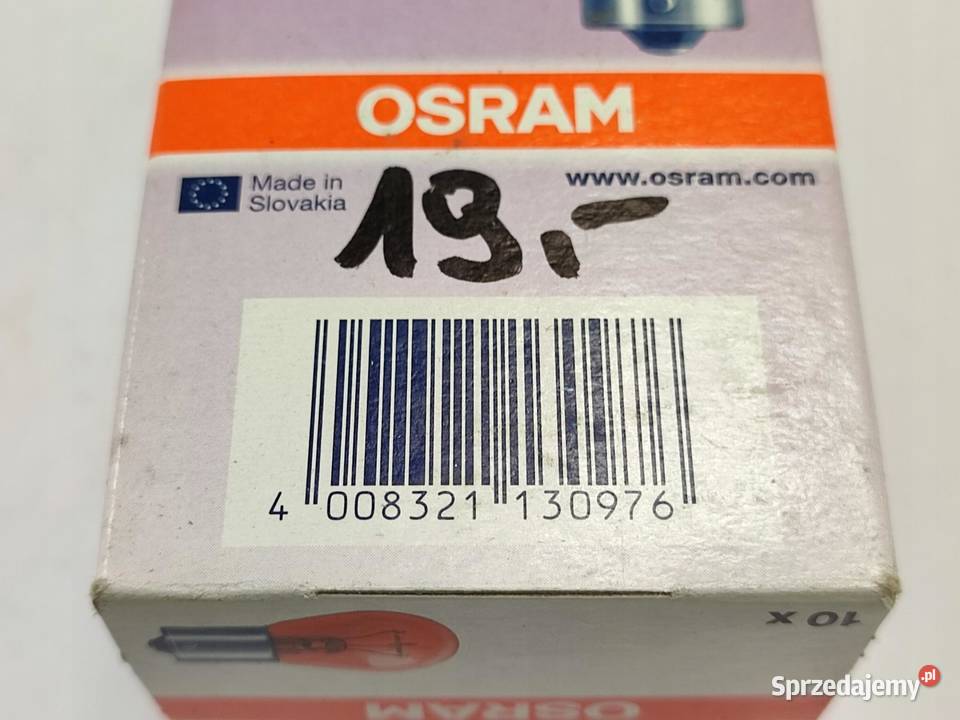 OSRAM
Made in
Slovakia
19,-
www.osram.com
4 008321 130976
10 x
OSRAM
Sprzedajemy.pl